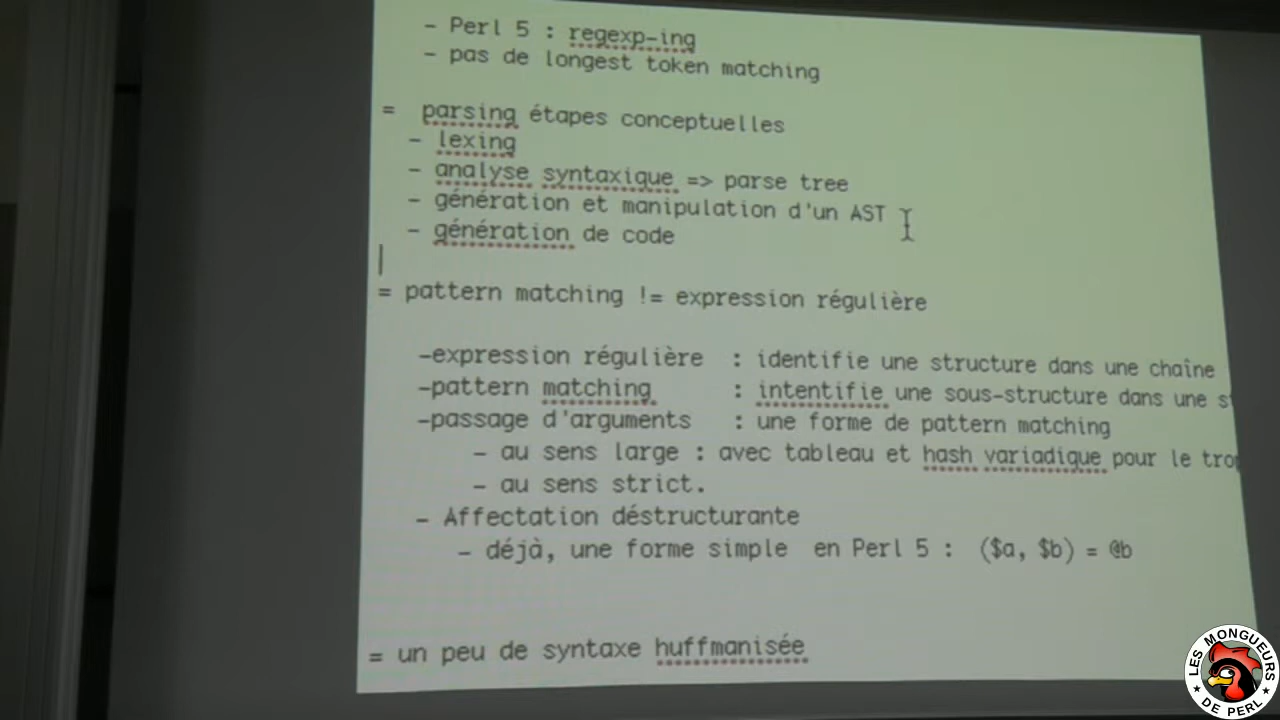 - Perl 5 : regexp-ing
- pas de longest token matching
= parsing étapes conceptuelles
- lexing
- analyse syntaxique => parse tree
- génération et manipulation d'un AST
- génération de code
= pattern matching != expression régulière
-expression régulière : identifie une structure dans une chaîne
-pattern matching : intentifie une sous-structure dans une
-passage d'arguments : une forme de pattern matching
- au sens large : avec tableau et hash variadique pour le
- au sens strict.
- Affectation déstructurante
- déjà, une forme simple en Perl 5 : ($a, $b) = @b
= un peu de syntaxe huffmanisée
LES MONGUEURS
DE PERL